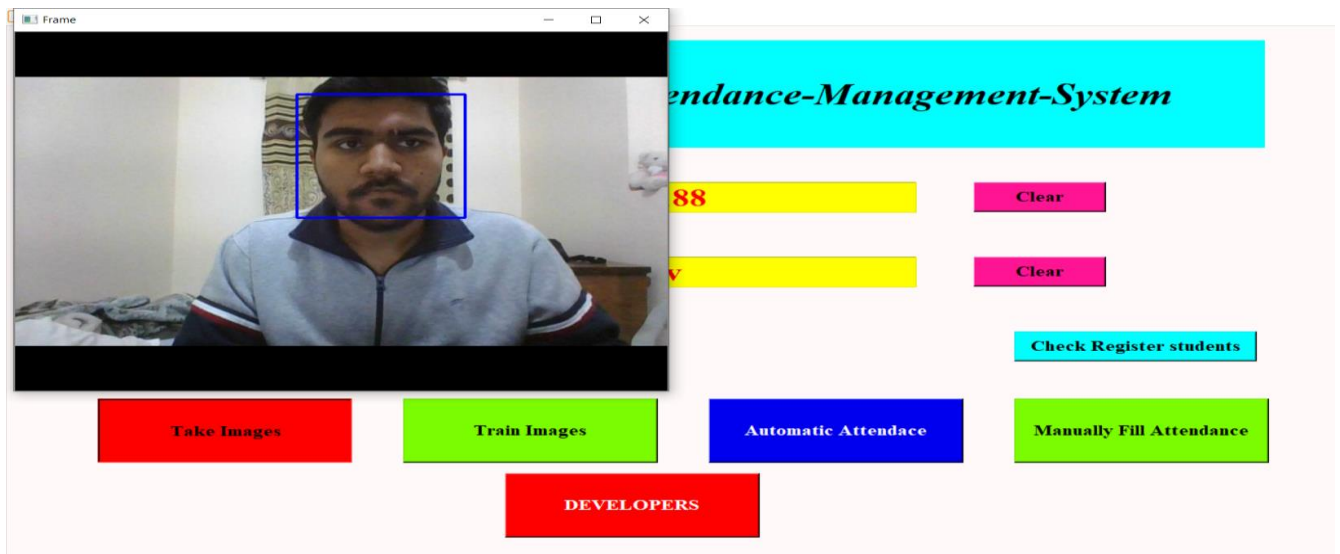 Frame
endance-Management-System
88
Clear
v
Clear
Check Register students
Take Images
Train Images
Automatic Attendace
Manually Fill Attendance
DEVELOPERS